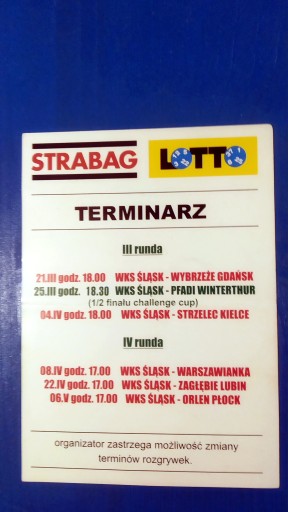 STRABAG LOTTO
TERMINARZ
III runda
21.III godz. 18.00 WKS ŚLĄSK - WYBRZEŻE GDAŃSK
25.III godz. 18.30 WKS ŚLĄSK - PFADI WINTERTHUR
(1/2 finału challenge cup)
04.IV godz. 18.00 WKS ŚLĄSK - STRZELEC KIELCE
IV runda
08.IV godz. 17.00 WKS ŚLĄSK - WARSZAWIANKA
22.IV godz. 17.00 WKS ŚLĄSK - ZAGŁĘBIE LUBIN
06.V godz. 17.00 WKS ŚLĄSK - ORLEN PŁOCK
organizator zastrzega możliwość zmiany
terminów rozgrywek.